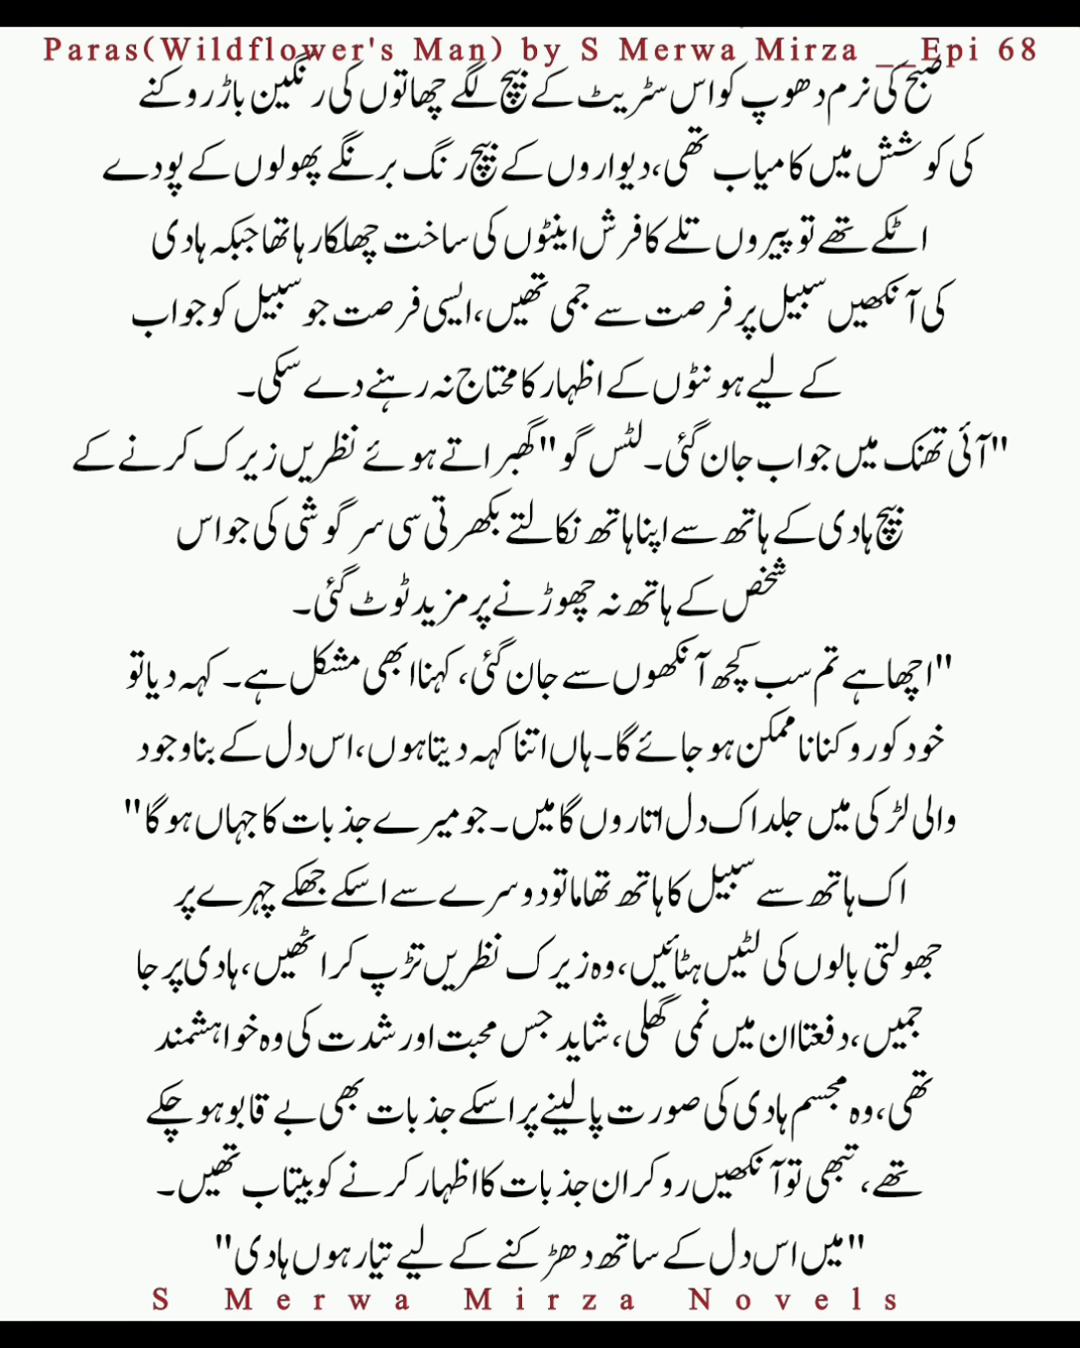 Paras(Wildflower's Man) by S Merwa Mirza __Epi 68
صبح کی نرم دھوپ کو اس سٹریٹ کے بیچ لگے چھاتوں کی رنگین باڑ روکنے
کی کوشش میں کامیاب تھی، دیواروں کے بیچ رنگ برنگے پھولوں کے پودے
اٹکے تھے تو پیروں تلے کا فرش اینٹوں کی ساخت چھلکا رہا تھا جبکہ ہادی
کی آنکھیں سبیل پر فرصت سے جمی تھیں، ایسی فرصت جو سبیل کو جواب
کے لیے ہونٹوں کے اظہار کا محتاج نہ رہنے دے سکی۔
"آئی تھنک میں جواب جان گئی۔ لٹس گو" گھبراتے ہوئے نظریں زیرک کرنے کے
بیچ ہادی کے ہاتھ سے اپنا ہاتھ نکالتے بکھرتی سی سرگوشی کی جو اس
شخص کے ہاتھ نہ چھوڑنے پر مزید ٹوٹ گئی۔
"اچھا ہے تم سب کچھ آنکھوں سے جان گئی، کہنا ابھی مشکل ہے۔ کہہ دیا تو
خود کو روکنا ناممکن ہو جائے گا۔ ہاں اتنا کہہ دیتا ہوں، اس دل کے بنا وجود
والی لڑکی میں جلد اک دل اتاروں گا میں۔ جو میرے جذبات کا جہاں ہو گا"
اک ہاتھ سے سبیل کا ہاتھ تھاما تو دوسرے سے اسکے جھکے چہرے پر
جھولتی بالوں کی لٹیں ہٹائیں، وہ زیرک نظریں تڑپ کر اٹھیں، ہادی پر جا
جمیں، دفعتا ان میں نمی گھلی، شاید جس محبت اور شدت کی وہ خواہشمند
تھی، وہ مجسم ہادی کی صورت پا لینے پر اسکے جذبات بھی بے قابو ہو چکے
تھے، تبھی تو آنکھیں رو کر ان جذبات کا اظہار کرنے کو بیتاب تھیں۔
"میں اس دل کے ساتھ دھڑکنے کے لیے تیار ہوں ہادی"
S Merwa Mirza Novels